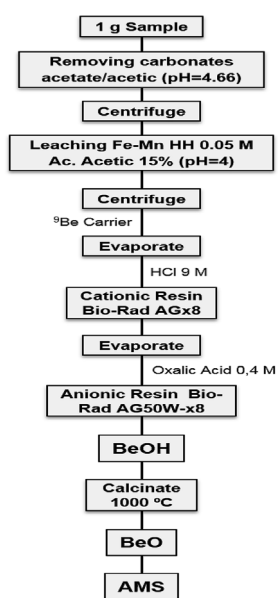 1 g Sample
Removing carbonates
acetate/acetic (pH=4.66)
Centrifuge
Leaching Fe-Mn HH 0.05 M
Ac. Acetic 15% (pH=4)
Centrifuge
⁹Be Carrier
Evaporate
HCl 9 M
Cationic Resin
Bio-Rad AGx8
Evaporate
Oxalic Acid 0,4 M
Anionic Resin Bio-
Rad AG50W-x8
BeOH
Calcinate
1000 ºC
BeO
AMS